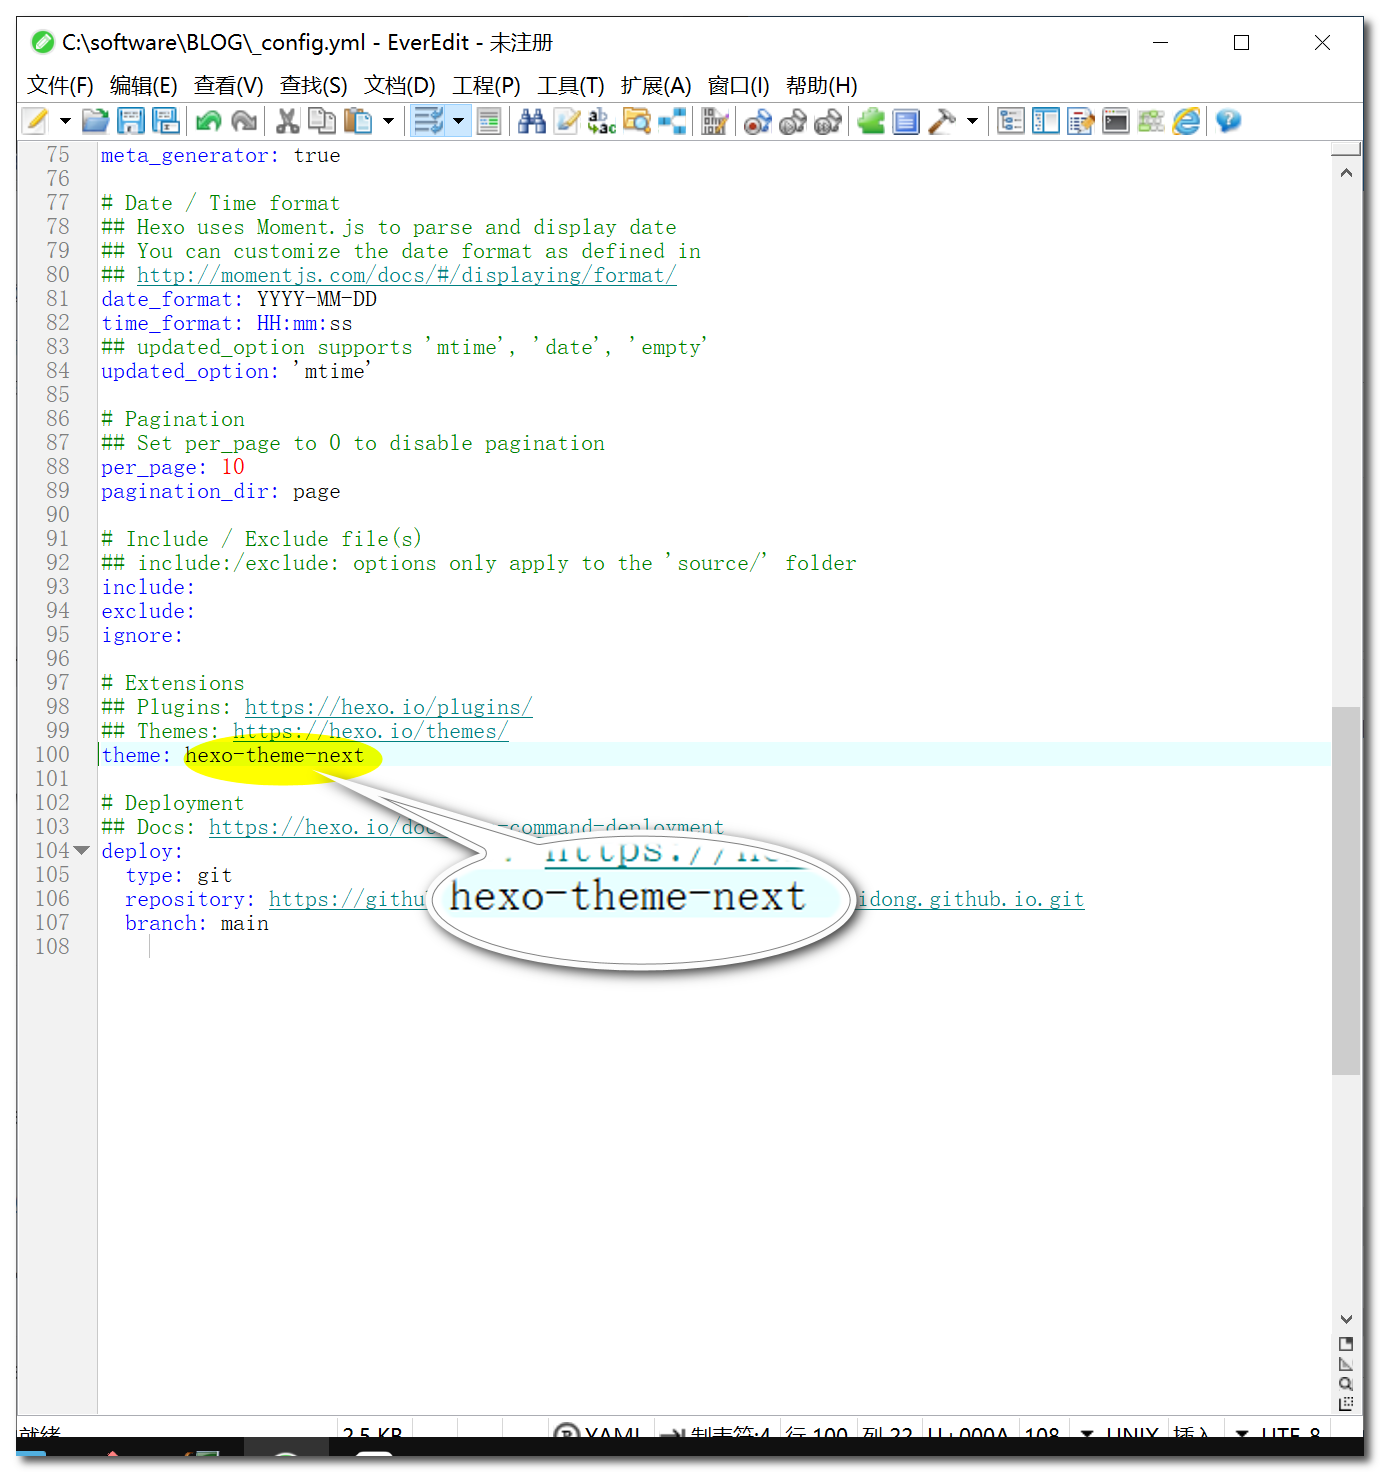 C:\software\BLOG\_config.yml - EverEdit - 未注册
文件(F) 编辑(E) 查看(V) 查找(S) 文档(D) 工程(P) 工具(T) 扩展(A) 窗口(I) 帮助(H)
75 meta_generator: true
76
77 # Date / Time format
78 ## Hexo uses Moment.js to parse and display date
79 ## You can customize the date format as defined in
80 ## http://momentjs.com/docs/#/displaying/format/
81 date_format: YYYY-MM-DD
82 time_format: HH:mm:ss
83 ## updated_option supports 'mtime', 'date', 'empty'
84 updated_option: 'mtime'
85
86 # Pagination
87 ## Set per_page to 0 to disable pagination
88 per_page: 10
89 pagination_dir: page
90
91 # Include / Exclude file(s)
92 ## include:/exclude: options only apply to the 'source/' folder
93 include:
94 exclude:
95 ignore:
96
97 # Extensions
98 ## Plugins: https://hexo.io/plugins/
99 ## Themes: https://hexo.io/themes/
100 theme: hexo-theme-next
101
102 # Deployment
103 ## Docs: https://hexo.io/do -command-deployment
104 deploy:
105 type: git
106 repository: https://github idong.github.io.git
hexo-theme-next
107 branch: main
108
就绪 2.5 KB YAML 制表符:4 行 100 列 22 U+000A 108 UNIX 插入 UTF-8